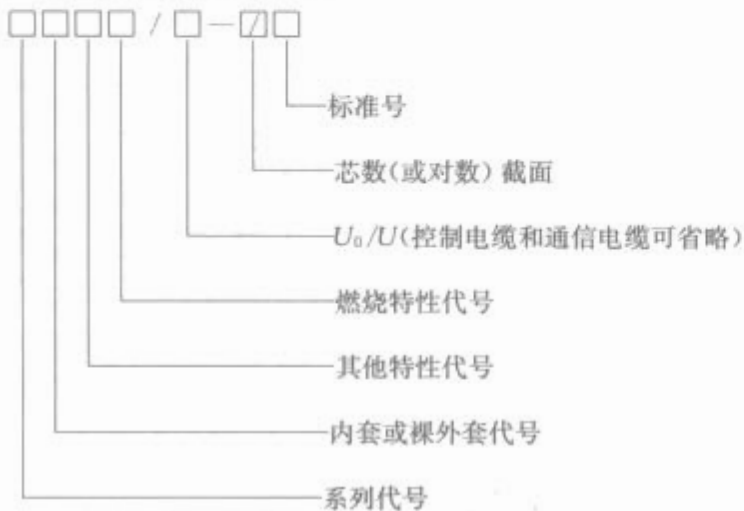 □□□□/□—□□
标准号
芯数(或对数) 截面
U₀/U(控制电缆和通信电缆可省略)
燃烧特性代号
其他特性代号
内套或裸外套代号
系列代号